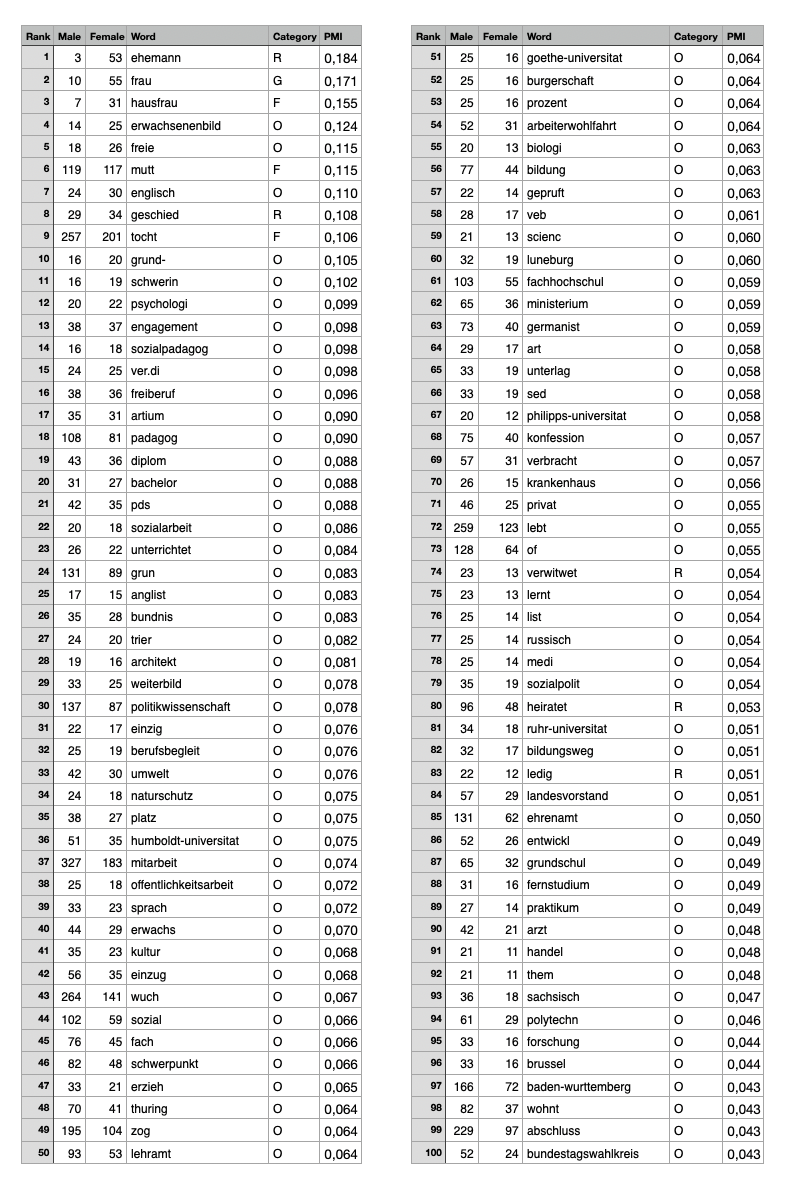 Rank Male Female Word Category PMI
1 3 53 ehemann R 0,184
2 10 55 frau G 0,171
3 7 31 hausfrau F 0,155
4 14 25 erwachsenenbild O 0,124
5 18 26 freie O 0,115
6 119 117 mutt F 0,115
7 24 30 englisch O 0,110
8 29 34 geschied R 0,108
9 257 201 tocht F 0,106
10 16 20 grund- O 0,105
11 16 19 schwerin O 0,102
12 20 22 psychologi O 0,099
13 38 37 engagement O 0,098
14 16 18 sozialpadagog O 0,098
15 24 25 ver.di O 0,098
16 38 36 freiberuf O 0,096
17 35 31 artium O 0,090
18 108 81 padagog O 0,090
19 43 36 diplom O 0,088
20 31 27 bachelor O 0,088
21 42 35 pds O 0,088
22 20 18 sozialarbeit O 0,086
23 26 22 unterrichtet O 0,084
24 131 89 grun O 0,083
25 17 15 anglist O 0,083
26 35 28 bundnis O 0,083
27 24 20 trier O 0,082
28 19 16 architekt O 0,081
29 33 25 weiterbild O 0,078
30 137 87 politikwissenschaft O 0,078
31 22 17 einzig O 0,076
32 25 19 berufsbegleit O 0,076
33 42 30 umwelt O 0,076
34 24 18 naturschutz O 0,075
35 38 27 platz O 0,075
36 51 35 humboldt-universitat O 0,075
37 327 183 mitarbeit O 0,074
38 25 18 offentlichkeitsarbeit O 0,072
39 33 23 sprach O 0,072
40 44 29 erwachs O 0,070
41 35 23 kultur O 0,068
42 56 35 einzug O 0,068
43 264 141 wuch O 0,067
44 102 59 sozial O 0,066
45 76 45 fach O 0,066
46 82 48 schwerpunkt O 0,066
47 33 21 erzieh O 0,065
48 70 41 thuring O 0,064
49 195 104 zog O 0,064
50 93 53 lehramt O 0,064
Rank Male Female Word Category PMI
51 25 16 goethe-universitat O 0,064
52 25 16 burgerschaft O 0,064
53 25 16 prozent O 0,064
54 52 31 arbeiterwohlfahrt O 0,064
55 20 13 biologi O 0,063
56 77 44 bildung O 0,063
57 22 14 gepruft O 0,063
58 28 17 veb O 0,061
59 21 13 scienc O 0,060
60 32 19 luneburg O 0,060
61 103 55 fachhochschul O 0,059
62 65 36 ministerium O 0,059
63 73 40 germanist O 0,059
64 29 17 art O 0,058
65 33 19 unterlag O 0,058
66 33 19 sed O 0,058
67 20 12 philipps-universitat O 0,058
68 75 40 konfession O 0,057
69 57 31 verbracht O 0,057
70 26 15 krankenhaus O 0,056
71 46 25 privat O 0,055
72 259 123 lebt O 0,055
73 128 64 of O 0,055
74 23 13 verwitwet R 0,054
75 23 13 lernt O 0,054
76 25 14 list O 0,054
77 25 14 russisch O 0,054
78 25 14 medi O 0,054
79 35 19 sozialpolit O 0,054
80 96 48 heiratet R 0,053
81 34 18 ruhr-universitat O 0,051
82 32 17 bildungsweg O 0,051
83 22 12 ledig R 0,051
84 57 29 landesvorstand O 0,051
85 131 62 ehrenamt O 0,050
86 52 26 entwickl O 0,049
87 65 32 grundschul O 0,049
88 31 16 fernstudium O 0,049
89 27 14 praktikum O 0,049
90 42 21 arzt O 0,048
91 21 11 handel O 0,048
92 21 11 them O 0,048
93 36 18 sachsisch O 0,047
94 61 29 polytechn O 0,046
95 33 16 forschung O 0,044
96 33 16 brussel O 0,044
97 166 72 baden-wurttemberg O 0,043
98 82 37 wohnt O 0,043
99 229 97 abschluss O 0,043
100 52 24 bundestagswahlkreis O 0,043